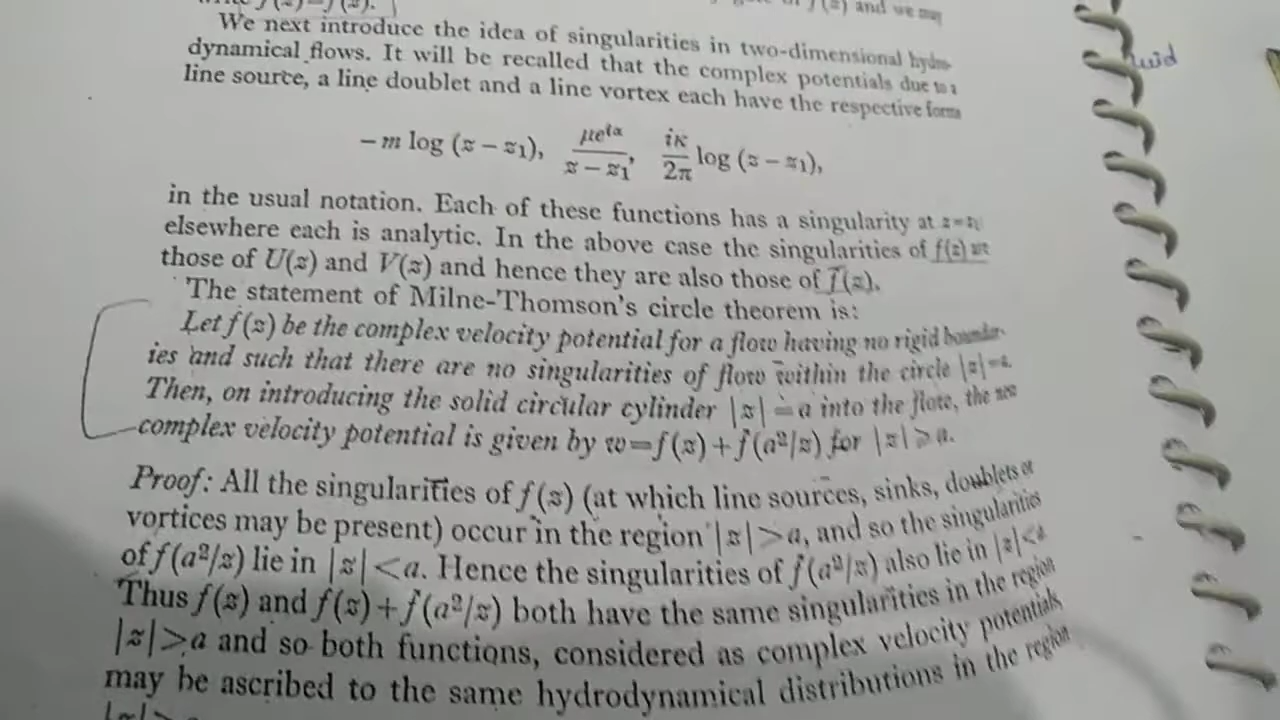 f(z) and we may
We next introduce the idea of singularities in two-dimensional hydro-
dynamical flows. It will be recalled that the complex potentials due to a
line source, a line doublet and a line vortex each have the respective forms
−m log (z − z₁), μe^{iα}/(z − z₁), iκ/2π log (z − z₁),
in the usual notation. Each of these functions has a singularity at z=z₁
elsewhere each is analytic. In the above case the singularities of f(z) are
those of U(z) and V(z) and hence they are also those of f̄(z).
The statement of Milne-Thomson's circle theorem is:
Let f(z) be the complex velocity potential for a flow having no rigid boundar-
ies and such that there are no singularities of flow within the circle |z|=a.
Then, on introducing the solid circular cylinder |z|=a into the flow, the new
complex velocity potential is given by w=f(z)+f̄(a²/z) for |z|>a.
Proof: All the singularities of f(z) (at which line sources, sinks, doublets or
vortices may be present) occur in the region |z|>a, and so the singularities
of f(a²/z) lie in |z|<a. Hence the singularities of f̄(a²/z) also lie in |z|<a
Thus f(z) and f(z)+f̄(a²/z) both have the same singularities in the region
|z|>a and so both functions, considered as complex velocity potentials,
may be ascribed to the same hydrodynamical distributions in the region